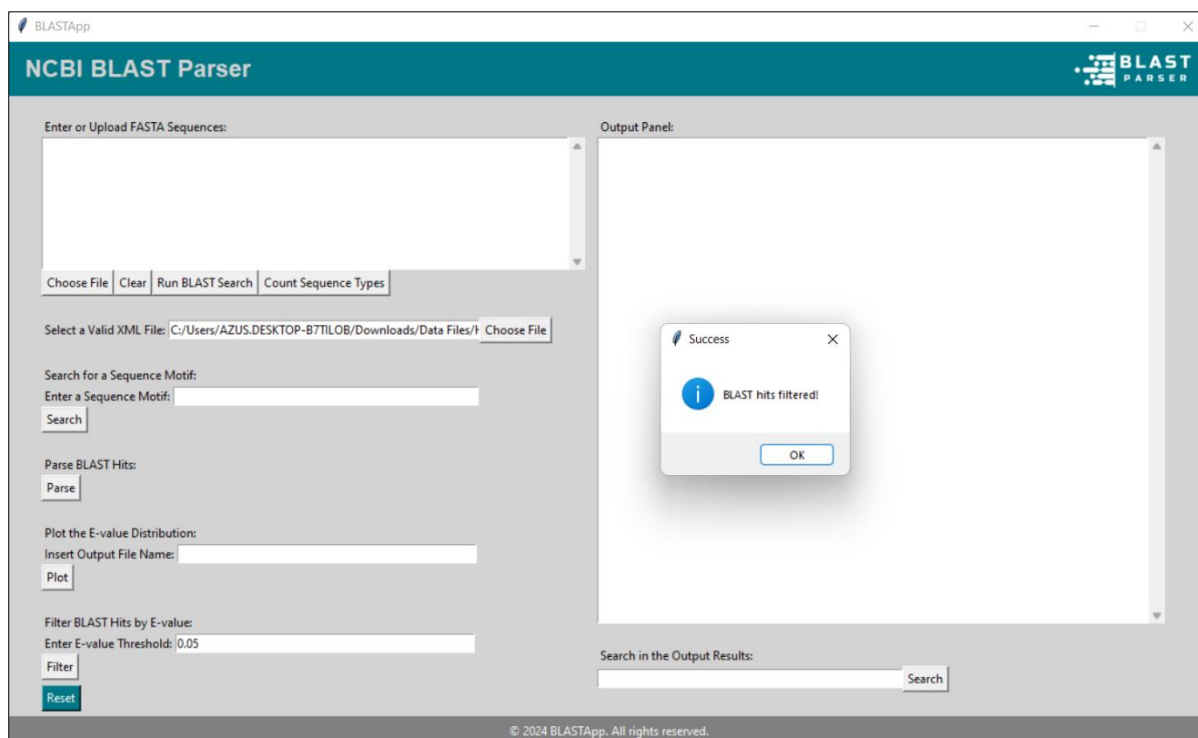 BLASTApp
NCBI BLAST Parser
BLAST
PARSER
Enter or Upload FASTA Sequences:
Choose File Clear Run BLAST Search Count Sequence Types
Select a Valid XML File: C:/Users/AZUS.DESKTOP-B7TILOB/Downloads/Data Files/ Choose File
Search for a Sequence Motif:
Enter a Sequence Motif:
Search
Parse BLAST Hits:
Parse
Plot the E-value Distribution:
Insert Output File Name:
Plot
Filter BLAST Hits by E-value:
Enter E-value Threshold: 0.05
Filter
Reset
Output Panel:
Success
BLAST hits filtered!
OK
Search in the Output Results:
Search
© 2024 BLASTApp. All rights reserved.